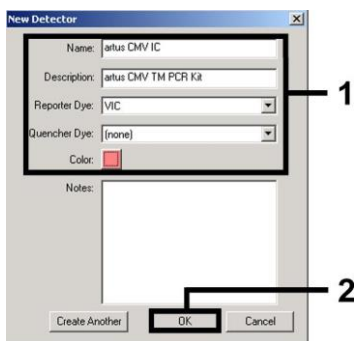 New Detector
Name: artus CMV IC
Description: artus CMV TM PCR Kit
Reporter Dye: VIC
Quencher Dye: (none)
Color:
Notes:
Create Another OK Cancel
1
2